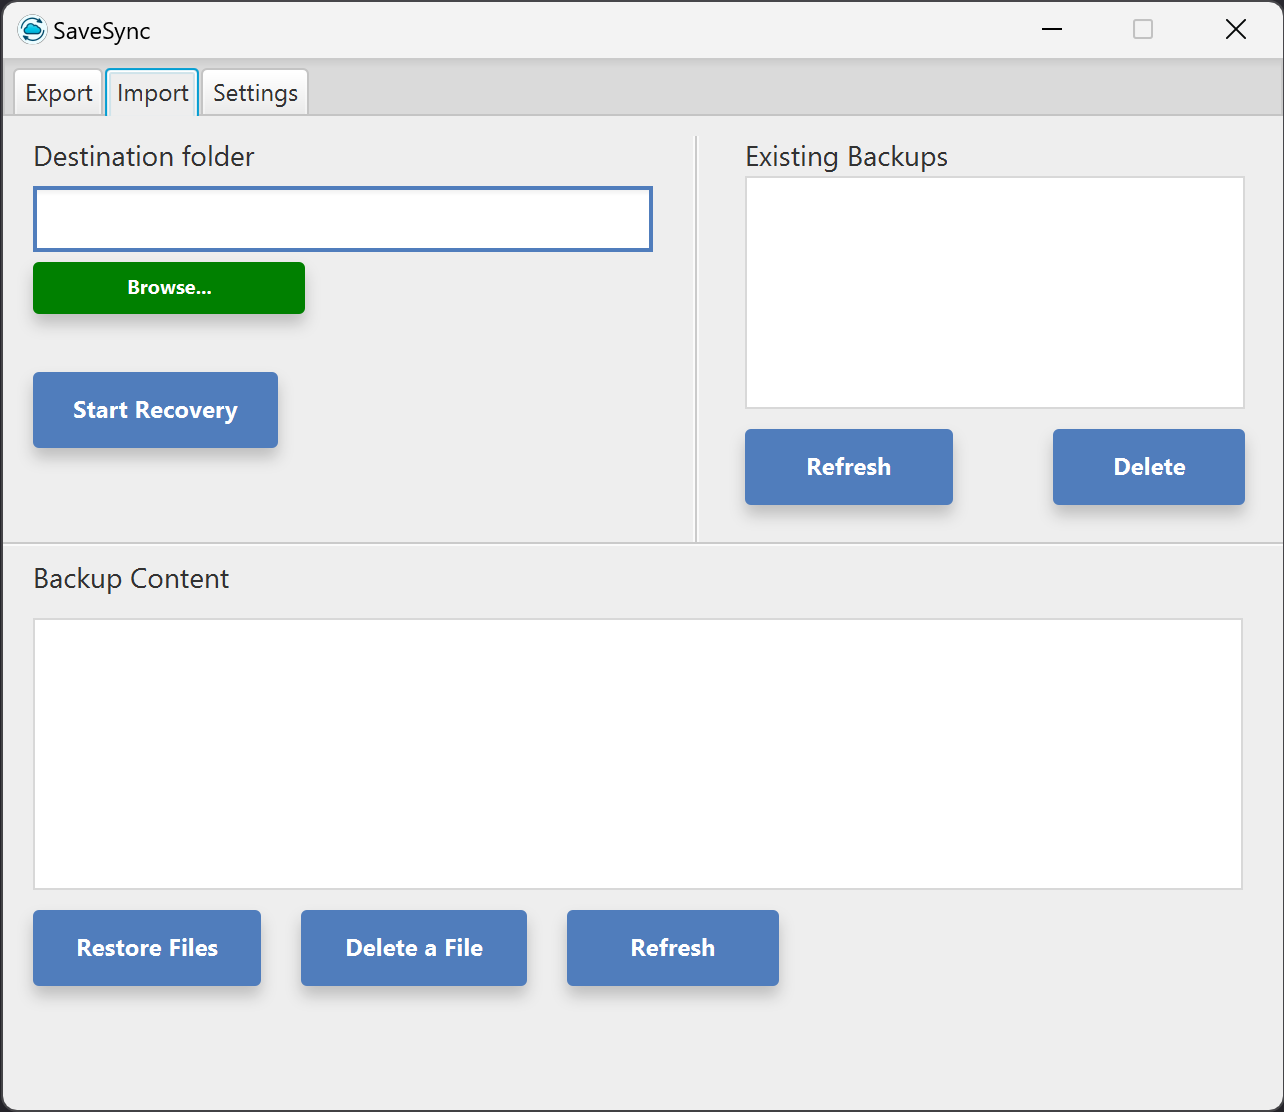 SaveSync
Export Import Settings
Destination folder
Browse...
Start Recovery
Existing Backups
Refresh Delete
Backup Content
Restore Files Delete a File Refresh